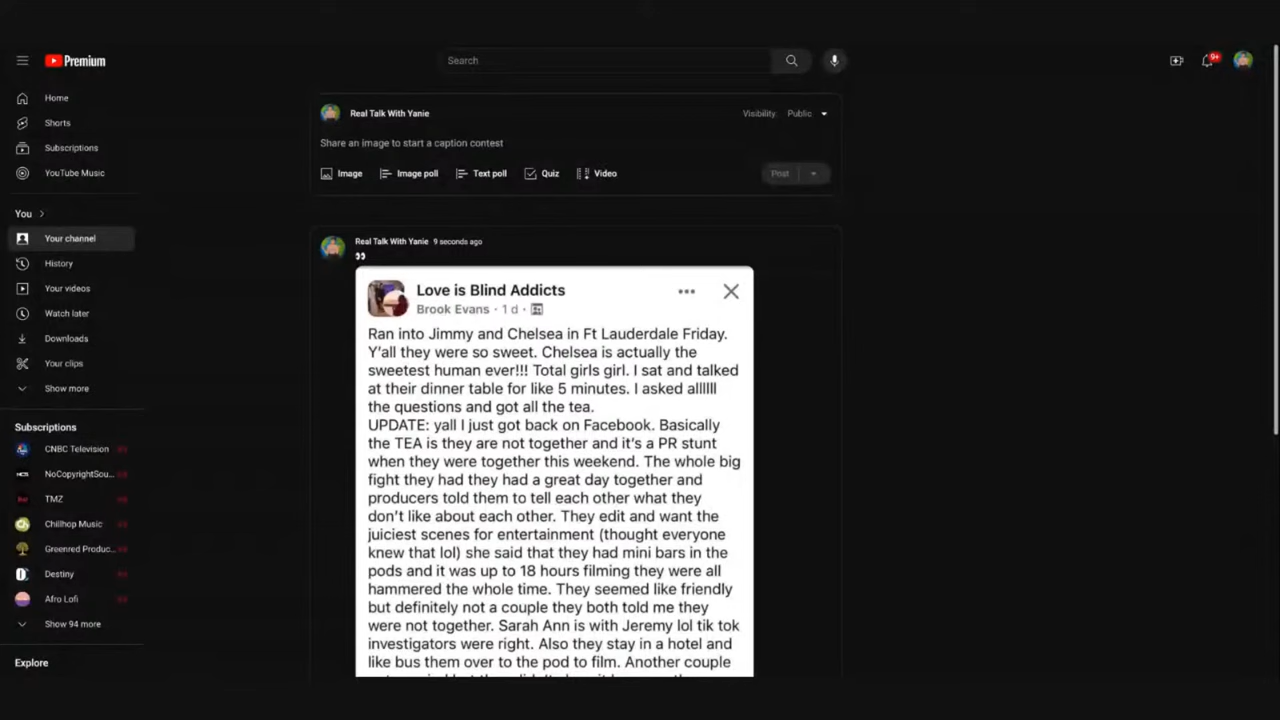 Premium
Search
9+
Home
Shorts
Subscriptions
YouTube Music
You
Your channel
History
Your videos
Watch later
Downloads
Your clips
Show more
Subscriptions
CNBC Television
NoCopyrightSou...
TMZ
Chillhop Music
Greenred Produc...
Destiny
Afro Lofi
Show 94 more
Explore
Real Talk With Yanie
Visibility: Public
Share an image to start a caption contest
Image Image poll Text poll Quiz Video Post
Real Talk With Yanie 9 seconds ago
Love is Blind Addicts
Brook Evans · 1 d ·
Ran into Jimmy and Chelsea in Ft Lauderdale Friday.
Y'all they were so sweet. Chelsea is actually the
sweetest human ever!!! Total girls girl. I sat and talked
at their dinner table for like 5 minutes. I asked allllll
the questions and got all the tea.
UPDATE: yall I just got back on Facebook. Basically
the TEA is they are not together and it's a PR stunt
when they were together this weekend. The whole big
fight they had they had a great day together and
producers told them to tell each other what they
don't like about each other. They edit and want the
juiciest scenes for entertainment (thought everyone
knew that lol) she said that they had mini bars in the
pods and it was up to 18 hours filming they were all
hammered the whole time. They seemed like friendly
but definitely not a couple they both told me they
were not together. Sarah Ann is with Jeremy lol tik tok
investigators were right. Also they stay in a hotel and
like bus them over to the pod to film. Another couple